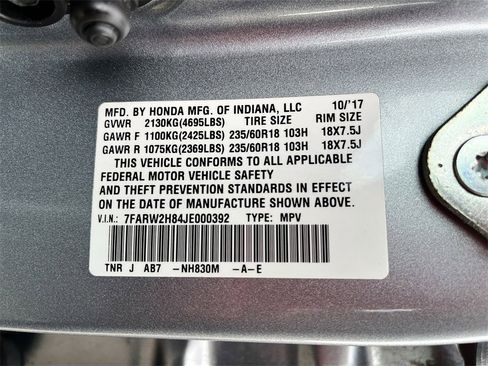 MFD. BY HONDA MFG. OF INDIANA, LLC 10/'17
GVWR 2130KG(4695LBS) TIRE SIZE RIM SIZE
GAWR F 1100KG(2425LBS) 235/60R18 103H 18X7.5J
GAWR R 1075KG(2369LBS) 235/60R18 103H 18X7.5J
THIS VEHICLE CONFORMS TO ALL APPLICABLE
FEDERAL MOTOR VEHICLE SAFETY
AND THEFT PREVENTION STANDARDS IN EFFECT
ON THE DATE OF MANUFACTURE SHOWN ABOVE.
V.I.N.: 7FARW2H84JE000392 TYPE: MPV
TNR J AB7 -NH830M -A-E